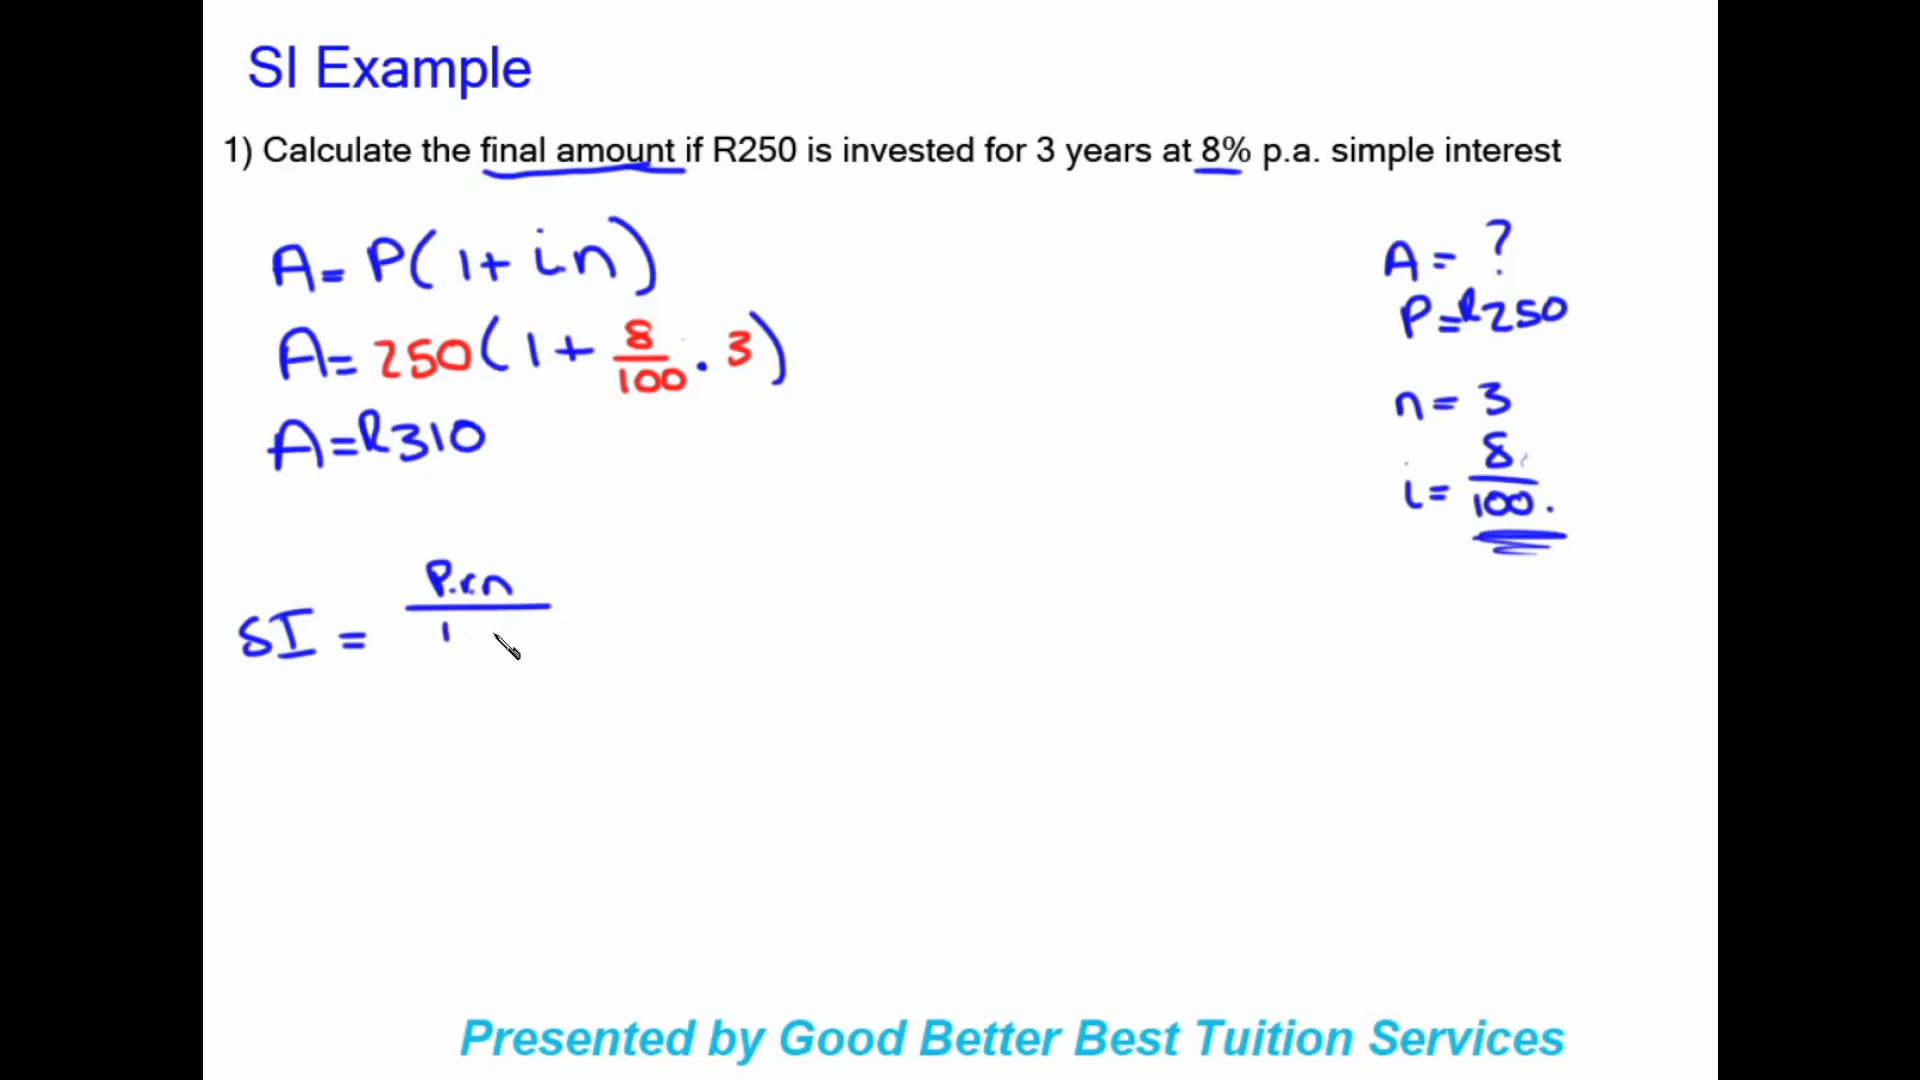 SI Example
1) Calculate the final amount if R250 is invested for 3 years at 8% p.a. simple interest
A = P(1 + in)
A = 250(1 + 8/100 . 3)
A = R310
A = ?
P = R250
n = 3
i = 8/100.
SI = P.r.n/1
Presented by Good Better Best Tuition Services